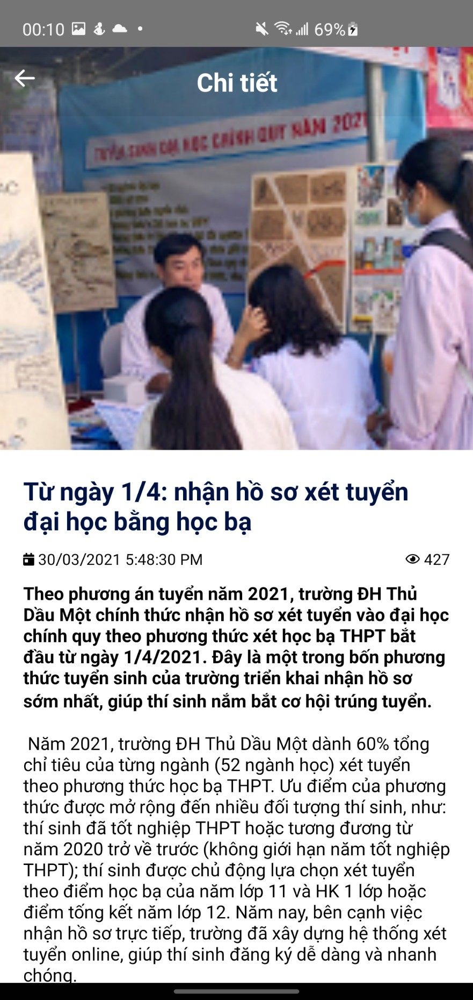 00:10
69%
Chi tiết
TUYỂN SINH ĐẠI HỌC CHÍNH QUY NĂM 2021
Từ ngày 1/4: nhận hồ sơ xét tuyển
đại học bằng học bạ
30/03/2021 5:48:30 PM
427
Theo phương án tuyển năm 2021, trường ĐH Thủ
Dầu Một chính thức nhận hồ sơ xét tuyển vào đại học
chính quy theo phương thức xét học bạ THPT bắt
đầu từ ngày 1/4/2021. Đây là một trong bốn phương
thức tuyển sinh của trường triển khai nhận hồ sơ
sớm nhất, giúp thí sinh nắm bắt cơ hội trúng tuyển.
Năm 2021, trường ĐH Thủ Dầu Một dành 60% tổng
chỉ tiêu của từng ngành (52 ngành học) xét tuyển
theo phương thức học bạ THPT. Ưu điểm của phương
thức được mở rộng đến nhiều đối tượng thí sinh, như:
thí sinh đã tốt nghiệp THPT hoặc tương đương từ
năm 2020 trở về trước (không giới hạn năm tốt nghiệp
THPT); thí sinh được chủ động lựa chọn xét tuyển
theo điểm học bạ của năm lớp 11 và HK 1 lớp hoặc
điểm tổng kết năm lớp 12. Năm nay, bên cạnh việc
nhận hồ sơ trực tiếp, trường đã xây dựng hệ thống xét
tuyển online, giúp thí sinh đăng ký dễ dàng và nhanh
chóng.